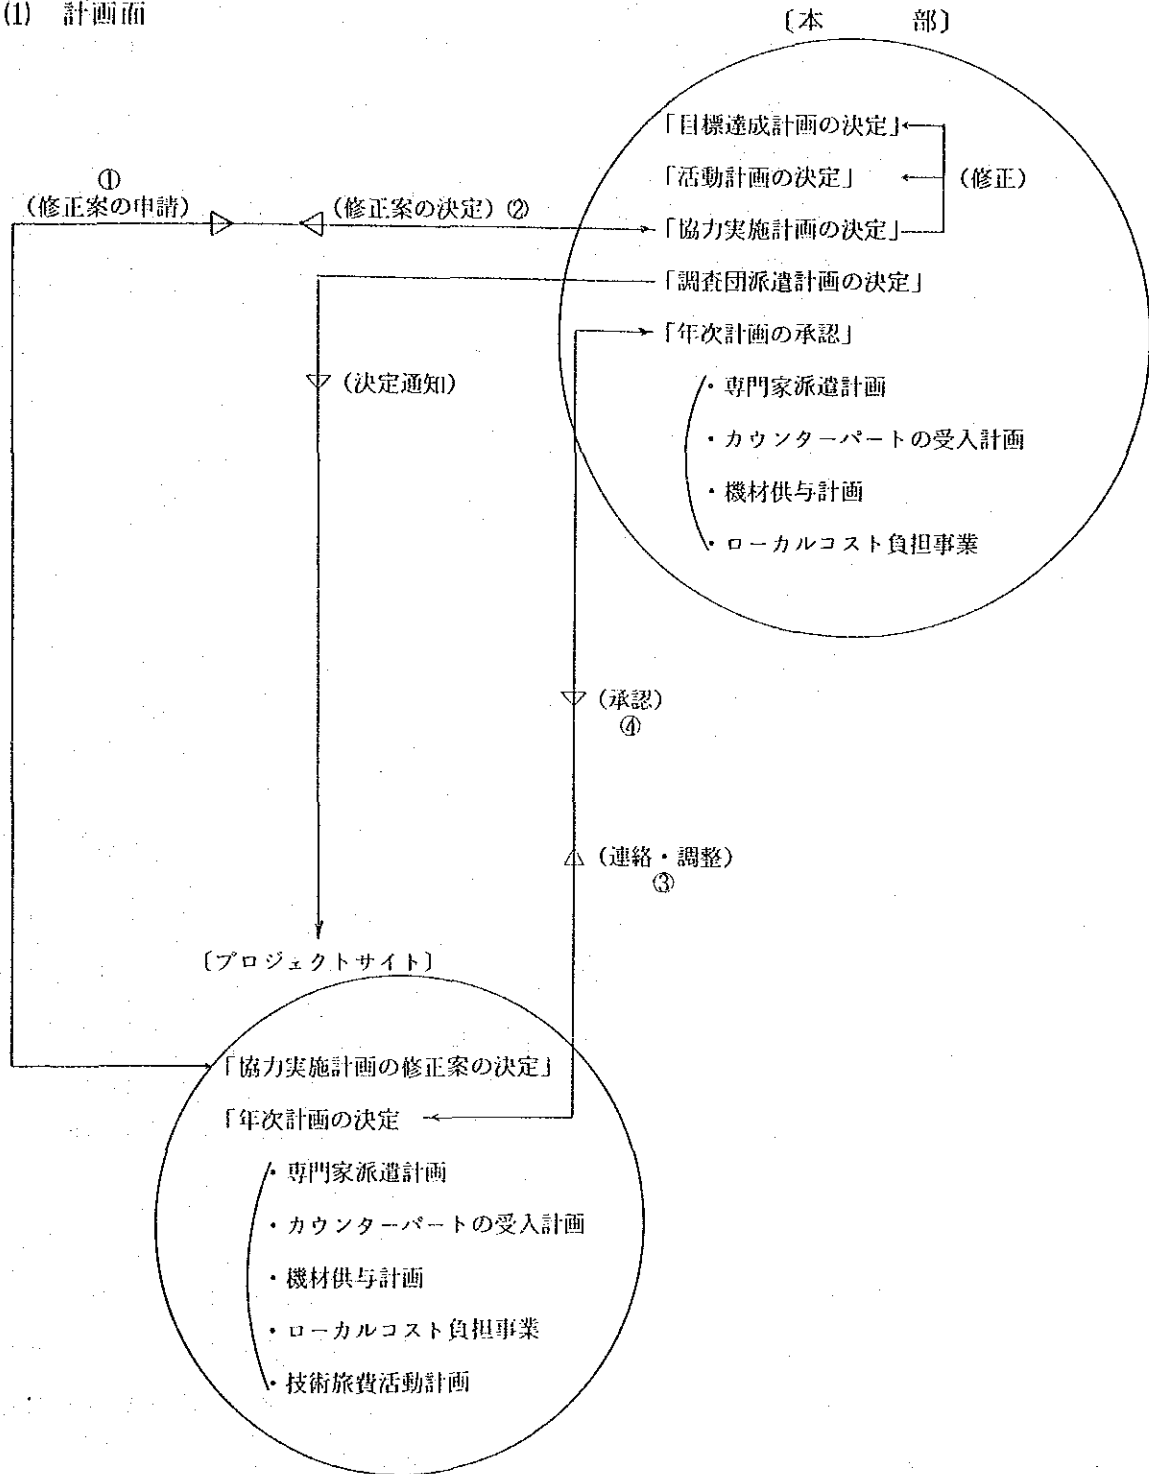 (1) 計画面
〔本 部〕
「目標達成計画の決定」
「活動計画の決定」 (修正)
①
(修正案の申請) (修正案の決定) ②
「協力実施計画の決定」
「調査団派遣計画の決定」
「年次計画の承認」
(決定通知)
・専門家派遣計画
・カウンターパートの受入計画
・機材供与計画
・ローカルコスト負担事業
(承認)
④
(連絡・調整)
③
〔プロジェクトサイト〕
「協力実施計画の修正案の決定」
「年次計画の決定
・専門家派遣計画
・カウンターパートの受入計画
・機材供与計画
・ローカルコスト負担事業
・技術旅費活動計画